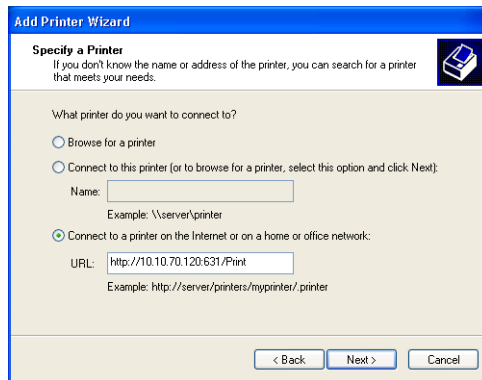 Add Printer Wizard
Specify a Printer
If you don't know the name or address of the printer, you can search for a printer
that meets your needs.
What printer do you want to connect to?
Browse for a printer
Connect to this printer (or to browse for a printer, select this option and click Next):
Name:
Example: \\server\printer
Connect to a printer on the Internet or on a home or office network:
URL: http://10.10.70.120:631/Print
Example: http://server/printers/myprinter/.printer
< Back Next > Cancel